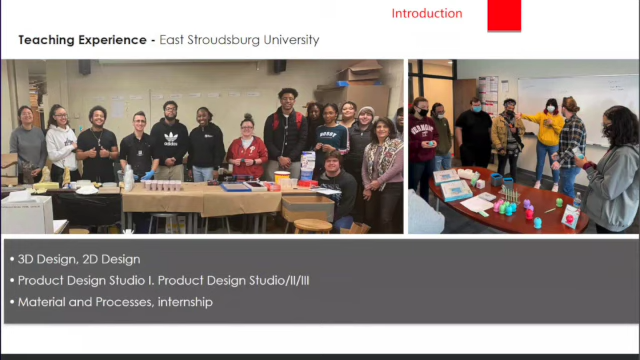 Introduction
Teaching Experience - East Stroudsburg University
• 3D Design, 2D Design
• Product Design Studio I. Product Design Studio/II/III
• Material and Processes, internship